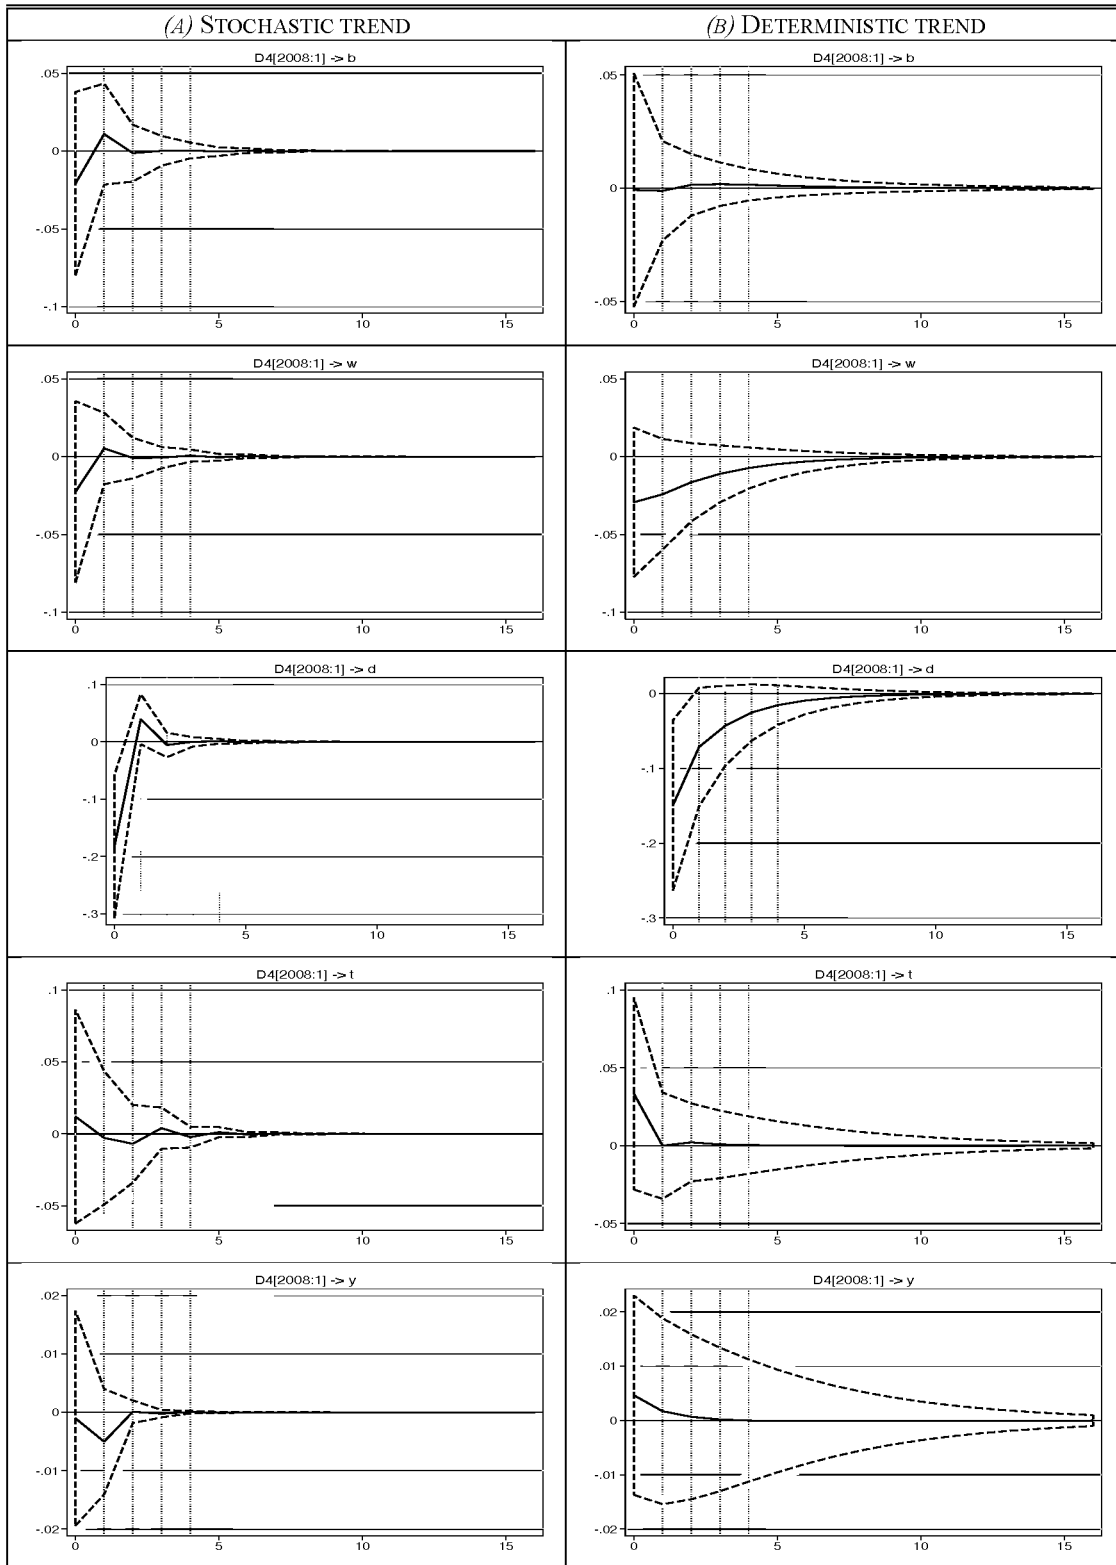 (A) STOCHASTIC TREND
(B) DETERMINISTIC TREND
D4[2008:1] -> b
.05
0
-.05
-.1
0 5 10 15
D4[2008:1] -> b
.05
0
-.05
0 5 10 15
D4[2008:1] -> w
.05
0
-.05
-.1
0 5 10 15
D4[2008:1] -> w
.05
0
-.05
-.1
0 5 10 15
D4[2008:1] -> d
.1
0
-.1
-.2
-.3
0 5 10 15
D4[2008:1] -> d
0
-.1
-.2
-.3
0 5 10 15
D4[2008:1] -> t
.1
.05
0
-.05
0 5 10 15
D4[2008:1] -> t
.1
.05
0
-.05
0 5 10 15
D4[2008:1] -> y
.02
.01
0
-.01
-.02
0 5 10 15
D4[2008:1] -> y
.02
.01
0
-.01
-.02
0 5 10 15